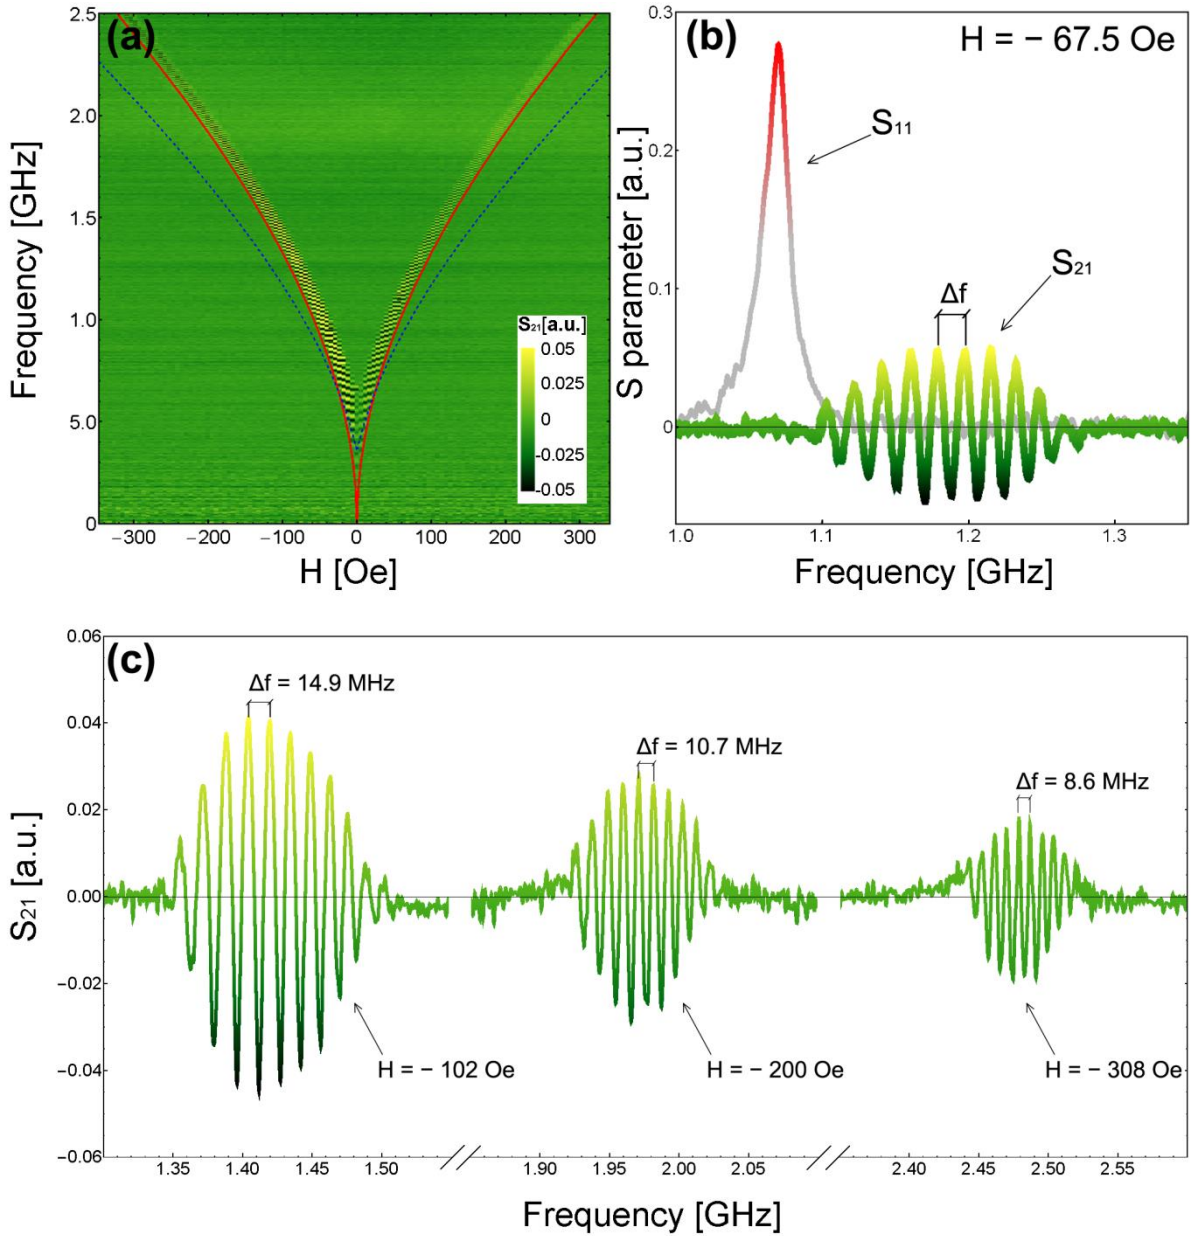 (a)
2.5
2.0
1.5
1.0
5.0
0
Frequency [GHz]
S₂₁[a.u.]
0.05
0.025
0
-0.025
-0.05
−300 −200 −100 0 100 200 300
H [Oe]
(b)
H = − 67.5 Oe
0.3
0.2
0.1
0
S parameter [a.u.]
S₁₁
S₂₁
Δf
1.0 1.1 1.2 1.3
Frequency [GHz]
(c)
0.06
0.04
0.02
0.00
−0.02
−0.04
−0.06
S₂₁ [a.u.]
Δf = 14.9 MHz
Δf = 10.7 MHz
Δf = 8.6 MHz
H = − 102 Oe
H = − 200 Oe
H = − 308 Oe
1.35 1.40 1.45 1.50 1.90 1.95 2.00 2.05 2.40 2.45 2.50 2.55
Frequency [GHz]